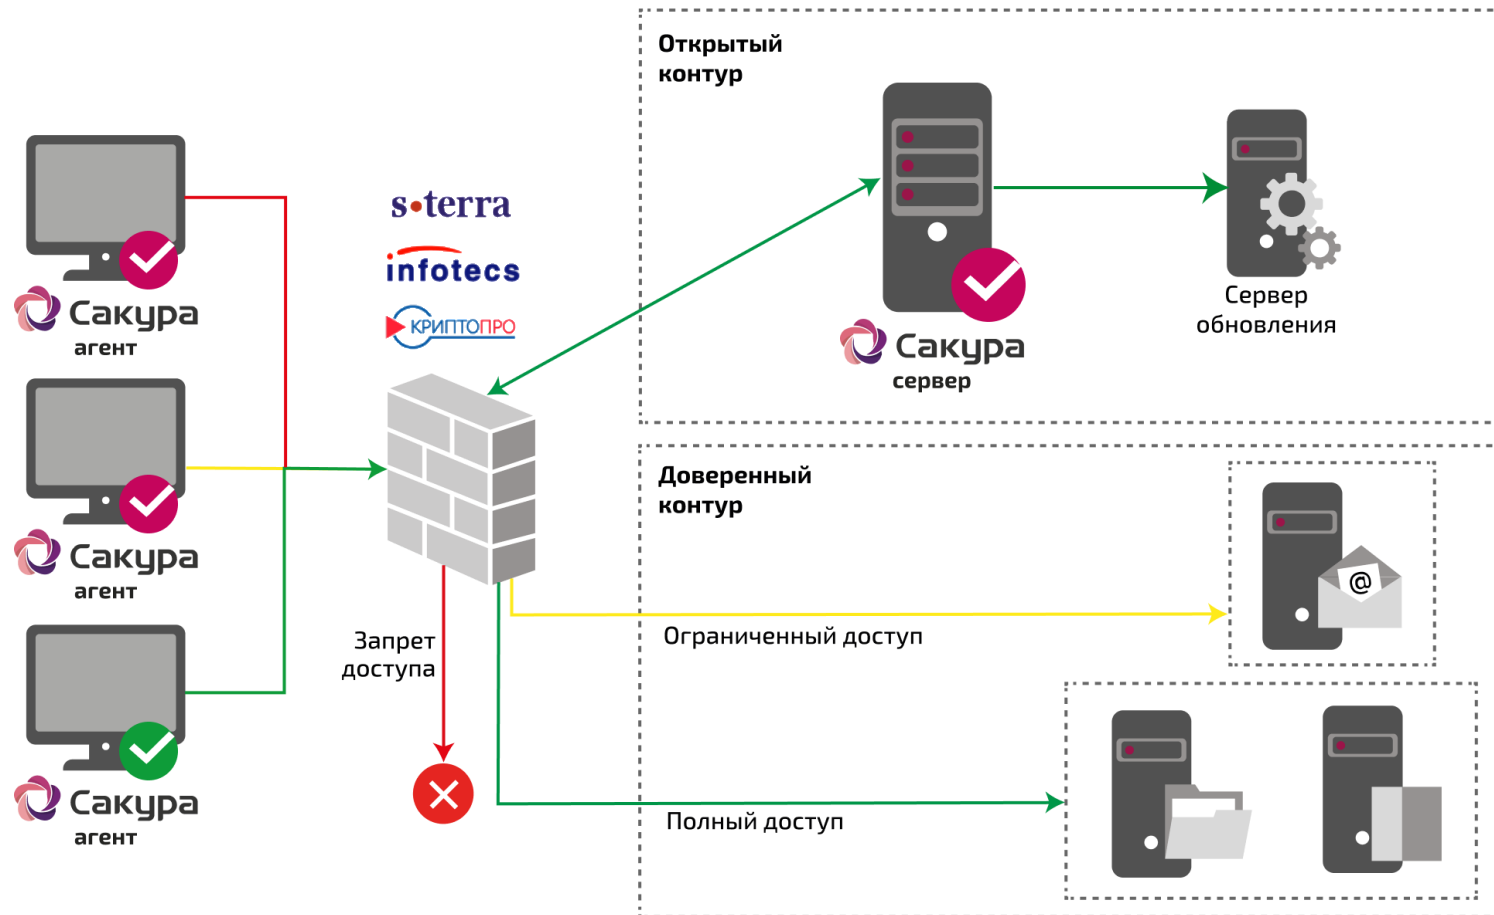 Открытый
контур
s•terra
infotecs
КРИПТОПРО
Сакура
агент
Сакура
сервер
Сервер
обновления
Сакура
агент
Доверенный
контур
@
Ограниченный доступ
Запрет
доступа
Сакура
агент
Полный доступ